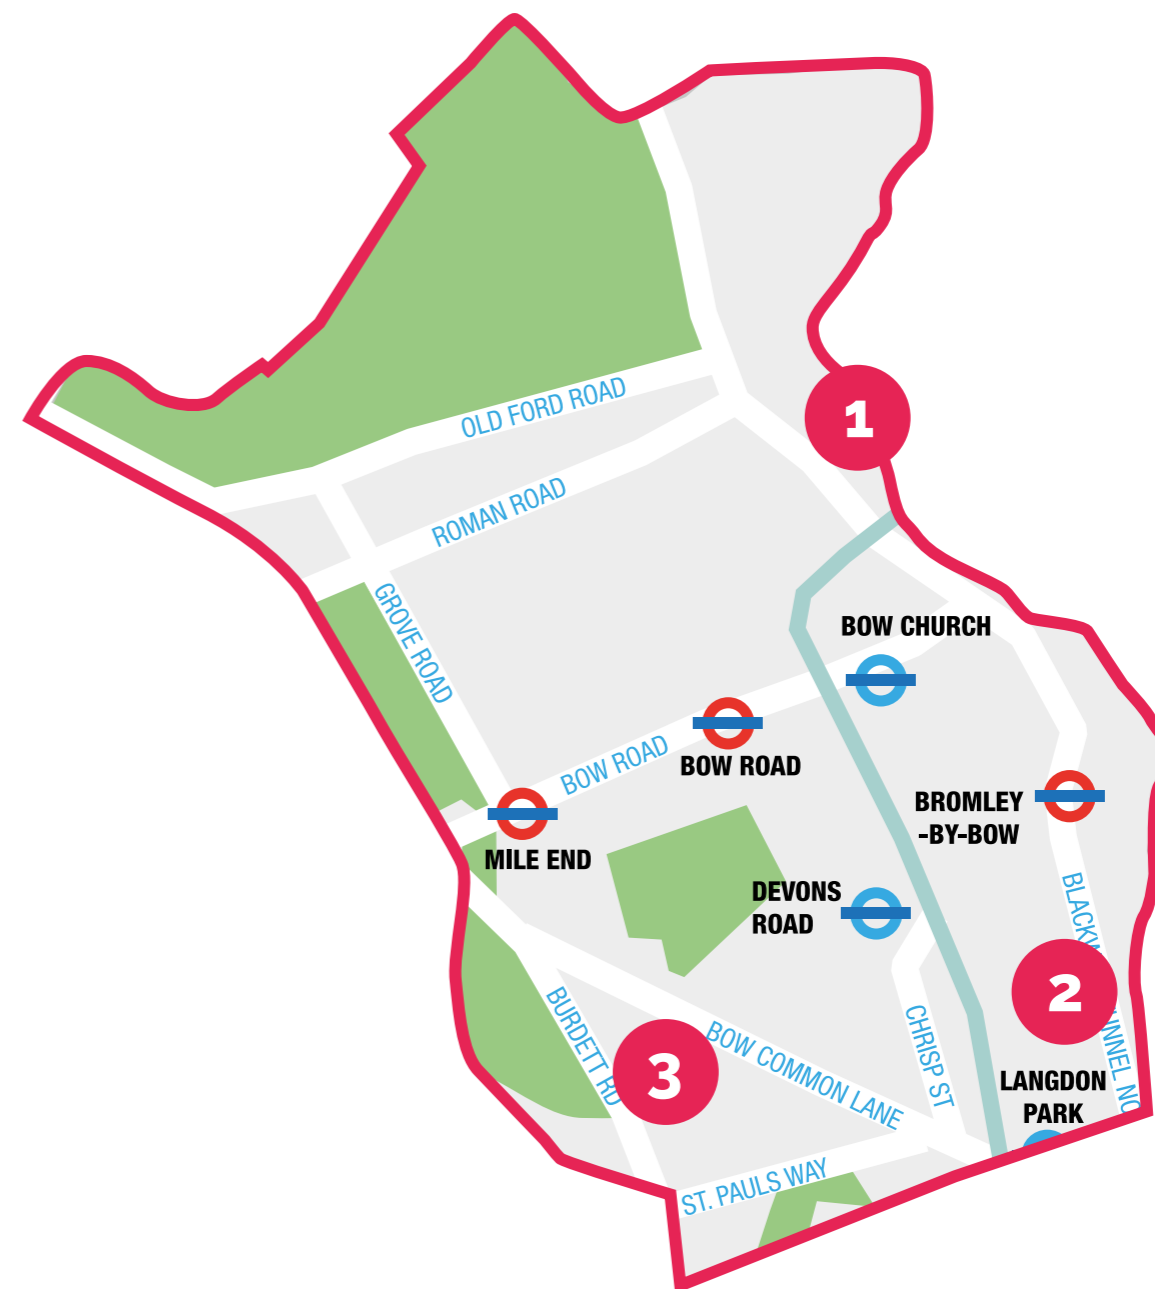 OLD FORD ROAD
1
ROMAN ROAD
GROVE ROAD
BOW CHURCH
BOW ROAD
BOW ROAD
MILE END
BROMLEY
-BY-BOW
DEVONS
ROAD
2
BURDETT RD
3
BOW COMMON LANE
CHRISP ST
LANGDON
PARK
ST. PAULS WAY